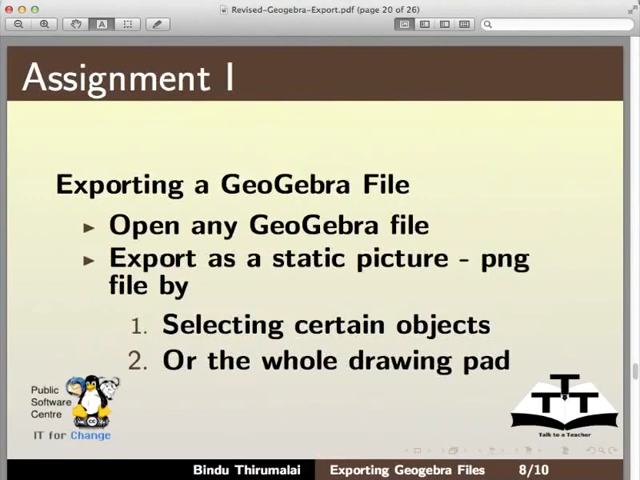 Revised-Geogebra-Export.pdf (page 20 of 26)
Assignment I
Exporting a GeoGebra File
Open any GeoGebra file
Export as a static picture - png
file by
1. Selecting certain objects
2. Or the whole drawing pad
Public
Software
Centre
IT for Change
TTT
Talk to a Teacher
Bindu Thirumalai Exporting Geogebra Files 8/10